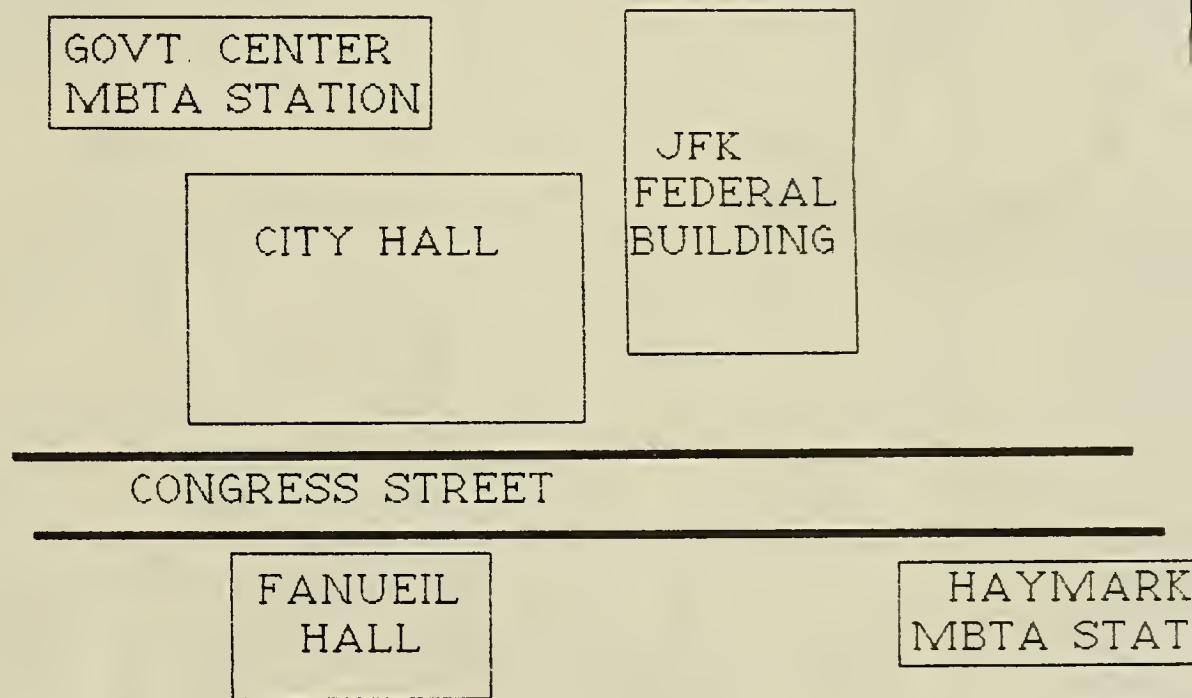 GOVT. CENTER
MBTA STATION
JFK
FEDERAL
BUILDING
CITY HALL
CONGRESS STREET
FANUEIL
HALL
HAYMARK
MBTA STAT